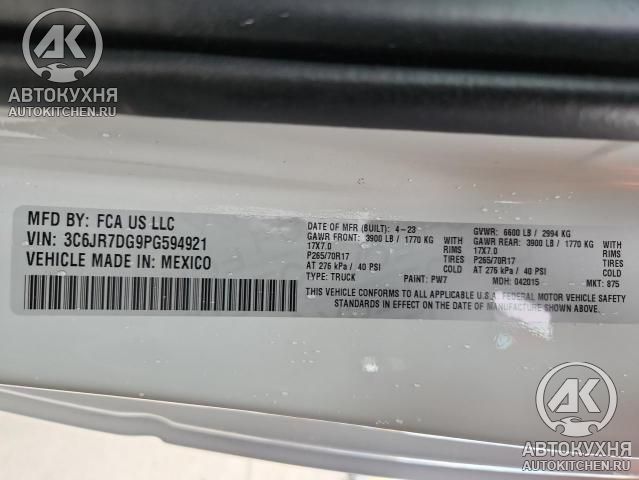 AK
АВТОКУХНЯ
AUTOKITCHEN.RU
MFD BY: FCA US LLC
VIN: 3C6JR7DG9PG594921
VEHICLE MADE IN: MEXICO
DATE OF MFR (BUILT): 4-23 GVWR: 6600 LB / 2994 KG
GAWR FRONT: 3900 LB / 1770 KG WITH GAWR REAR: 3900 LB / 1770 KG WITH
17X7.0 RIMS 17X7.0 RIMS
P265/70R17 TIRES P265/70R17 TIRES
AT 276 kPa / 40 PSI COLD AT 276 kPa / 40 PSI COLD
TYPE: TRUCK PAINT: PW7 MDH: 042015 MKT: 875
THIS VEHICLE CONFORMS TO ALL APPLICABLE U.S.A. FEDERAL MOTOR VEHICLE SAFETY
STANDARDS IN EFFECT ON THE DATE OF MANUFACTURE SHOWN ABOVE.
AK
АВТОКУХНЯ
AUTOKITCHEN.RU